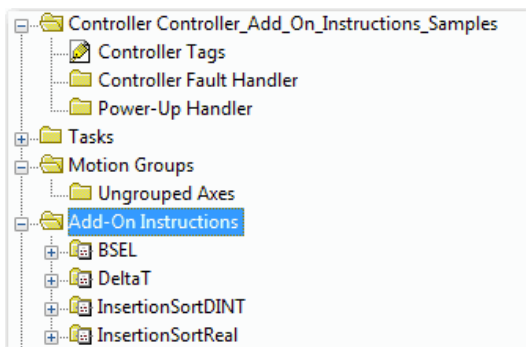 Controller Controller_Add_On_Instructions_Samples
Controller Tags
Controller Fault Handler
Power-Up Handler
Tasks
Motion Groups
Ungrouped Axes
Add-On Instructions
BSEL
DeltaT
InsertionSortDINT
InsertionSortReal